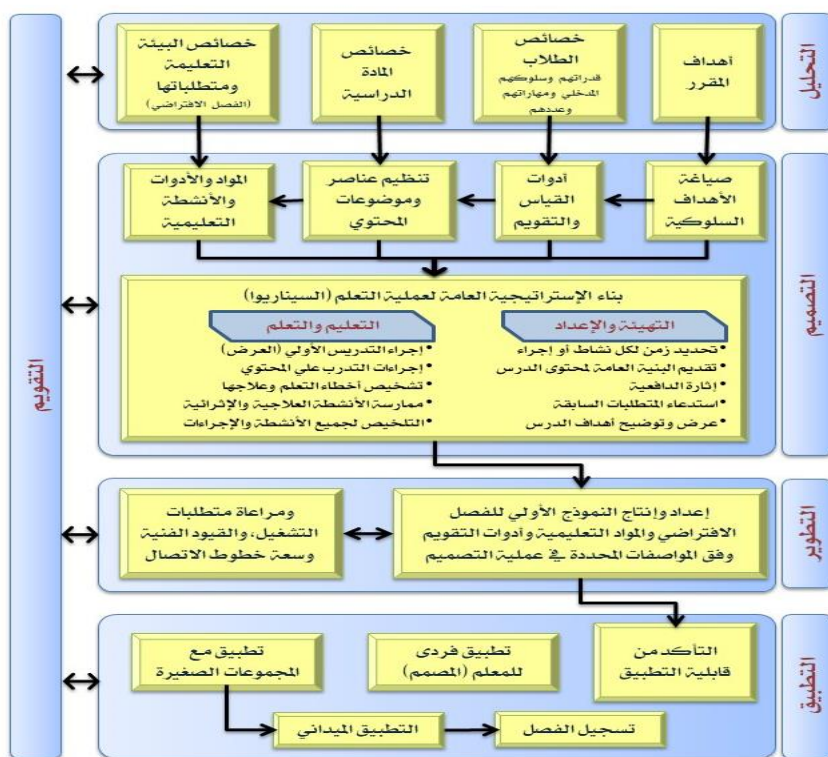 التحليل
أهداف
المقرر
خصائص
الطلاب
قدراتهم وسلوكهم
المدخلي ومهاراتهم
وعددهم
خصائص
المادة
الدراسية
خصائص البيئة
التعليمة
ومتطلباتها
(الفصل الافتراضي)
التصميم
صياغة
الأهداف
السلوكية
أدوات
القياس
والتقويم
تنظيم عناصر
وموضوعات
المحتوي
المواد والأدوات
والأنشطة
التعليمية
بناء الإستراتيجية العامة لعملية التعلم (السيناريوا)
التهيئة والإعداد
• تحديد زمن لكل نشاط أو إجراء
• تقديم البنية العامة لمحتوى الدرس
• إثارة الدافعية
• استدعاء المتطلبات السابقة
• عرض وتوضيح أهداف الدرس
التعليم والتعلم
• إجراء التدريس الأولي (العرض)
• إجراءات التدرب علي المحتوي
• تشخيص أخطاء التعلم وعلاجها
• ممارسة الأنشطة العلاجية والإثرائية
• التلخيص لجميع الأنشطة والإجراءات
التطوير
إعداد وإنتاج النموذج الأولي للفصل
الافتراضي والمواد التعليمية وأدوات التقويم
وفق المواصفات المحددة في عملية التصميم
ومراعاة متطلبات
التشغيل، والقيود الفنية
وسعة خطوط الاتصال
التطبيق
التأكد من
قابلية التطبيق
تطبيق فردى
للمعلم (المصمم)
تطبيق مع
المجموعات الصغيرة
التطبيق الميداني
تسجيل الفصل
التقويم